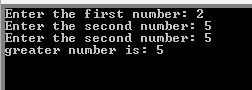 Enter the first number: 2
Enter the second number: 5
Enter the second number: 5
greater number is: 5